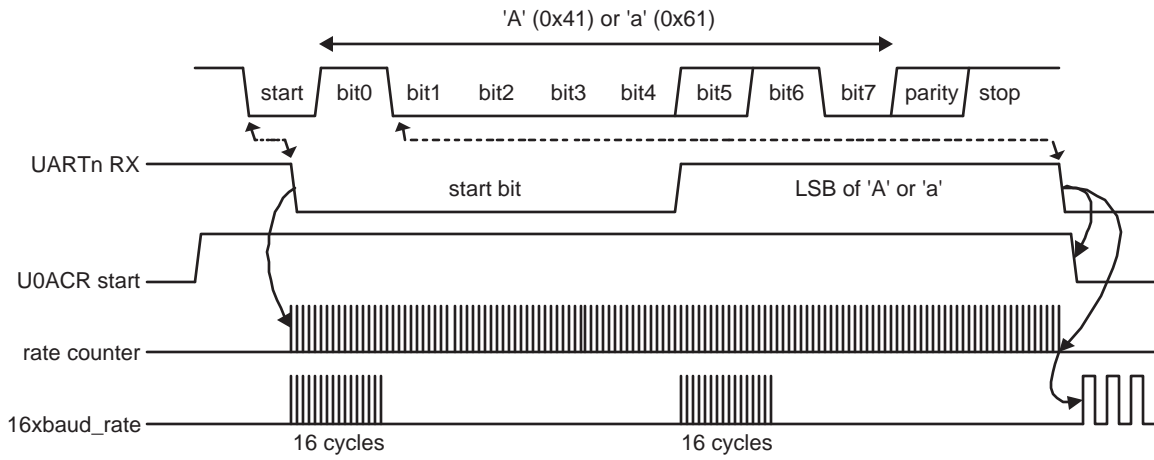 'A' (0x41) or 'a' (0x61)
start bit0 bit1 bit2 bit3 bit4 bit5 bit6 bit7 parity stop
UARTn RX
start bit
LSB of 'A' or 'a'
U0ACR start
rate counter
16xbaud_rate
16 cycles
16 cycles